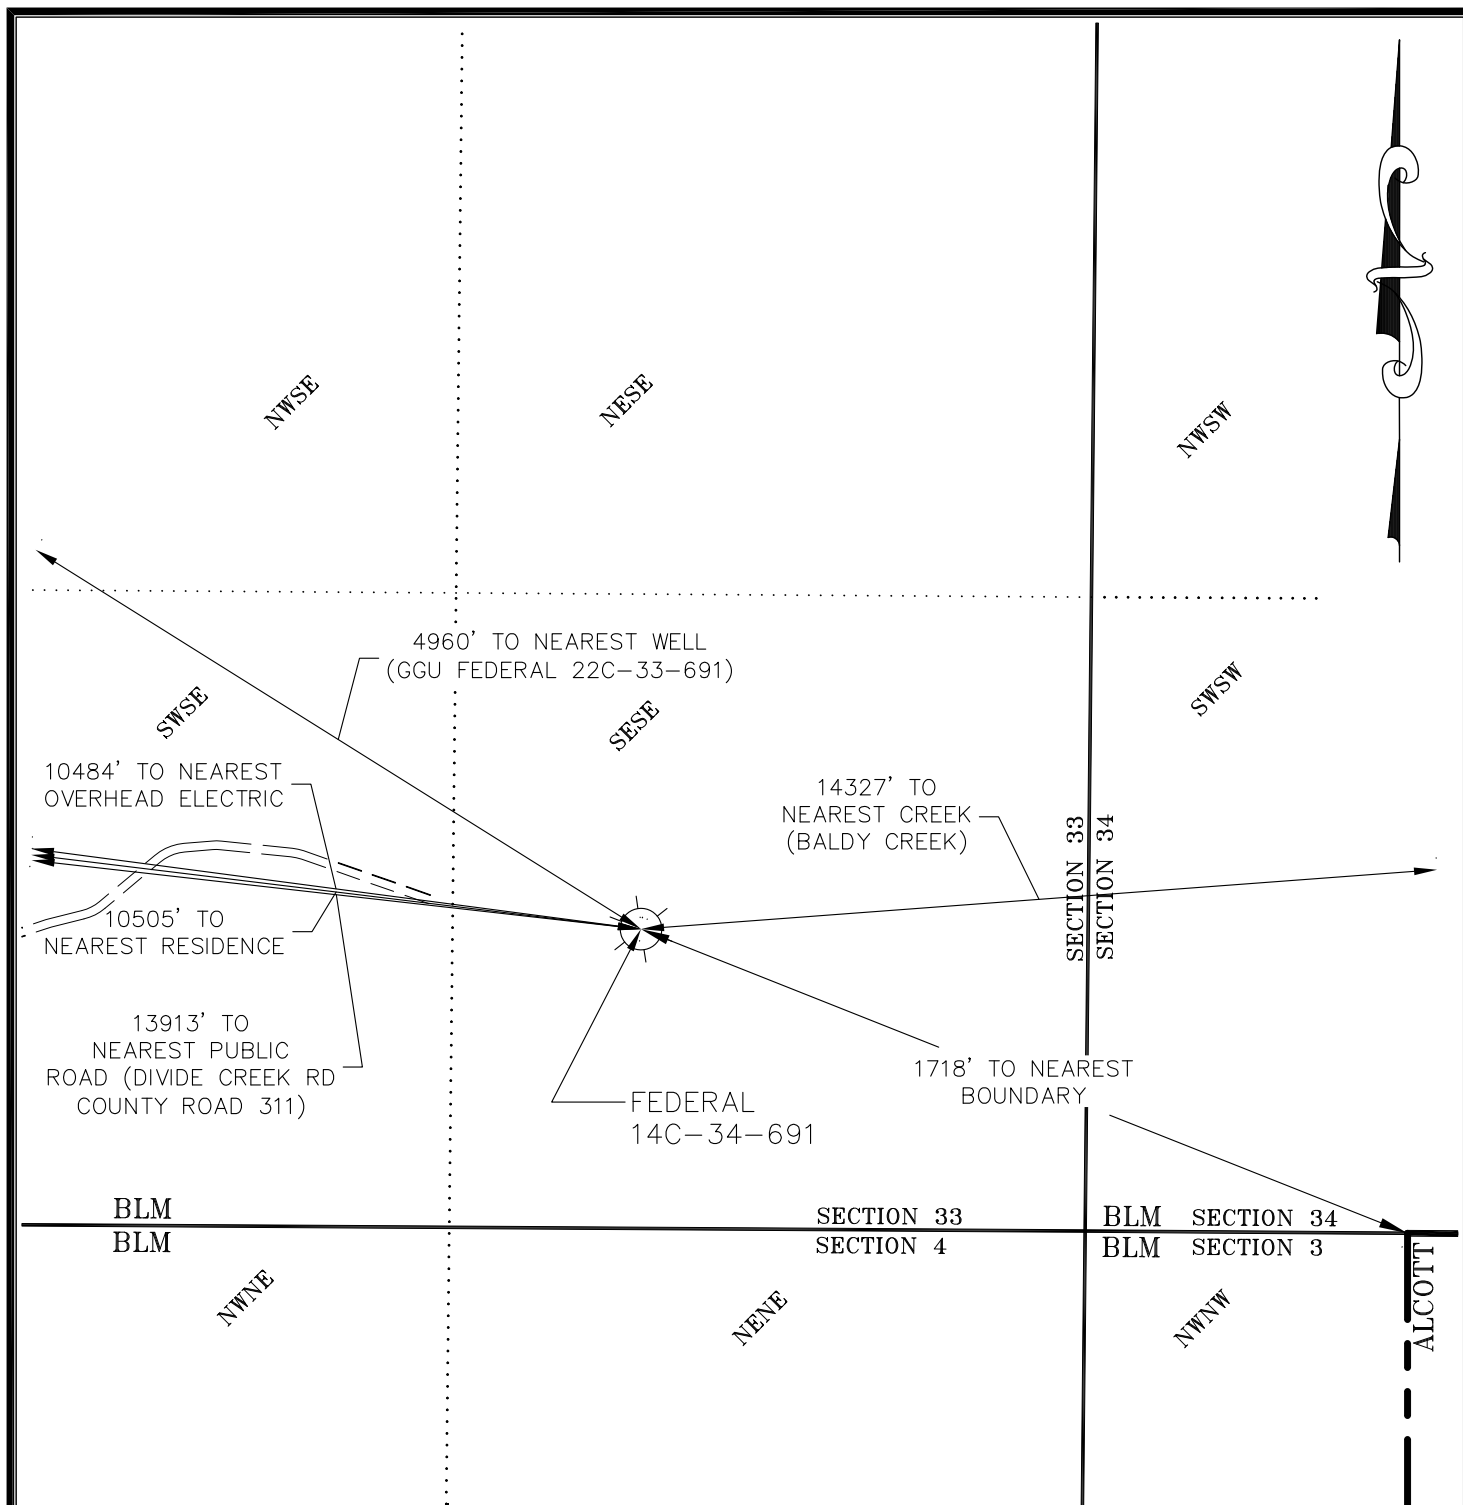 NWSE
NESE
NWSW
4960' TO NEAREST WELL
(GGU FEDERAL 22C-33-691)
SWSE
SESE
SWSW
10484' TO NEAREST
OVERHEAD ELECTRIC
14327' TO
NEAREST CREEK
(BALDY CREEK)
SECTION 33
SECTION 34
10505' TO
NEAREST RESIDENCE
13913' TO
NEAREST PUBLIC
ROAD (DIVIDE CREEK RD
COUNTY ROAD 311)
1718' TO NEAREST
BOUNDARY
FEDERAL
14C-34-691
BLM
BLM
SECTION 33
SECTION 4
BLM SECTION 34
BLM SECTION 3
ALCOTT
NWNE
NENE
NWNW